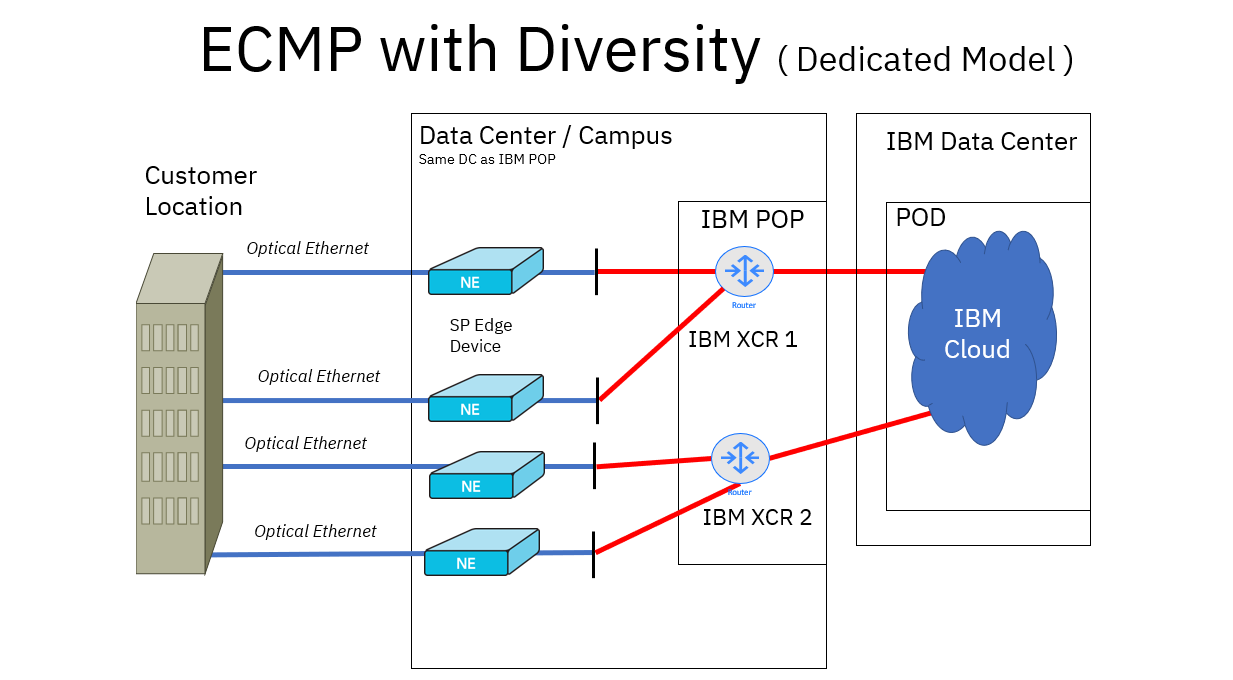 ECMP with Diversity ( Dedicated Model )
Data Center / Campus
Same DC as IBM POP
IBM Data Center
Customer
Location
IBM POP
POD
Optical Ethernet
NE
Router
SP Edge
Device
IBM XCR 1
IBM
Cloud
Optical Ethernet
NE
Optical Ethernet
NE
Router
IBM XCR 2
Optical Ethernet
NE